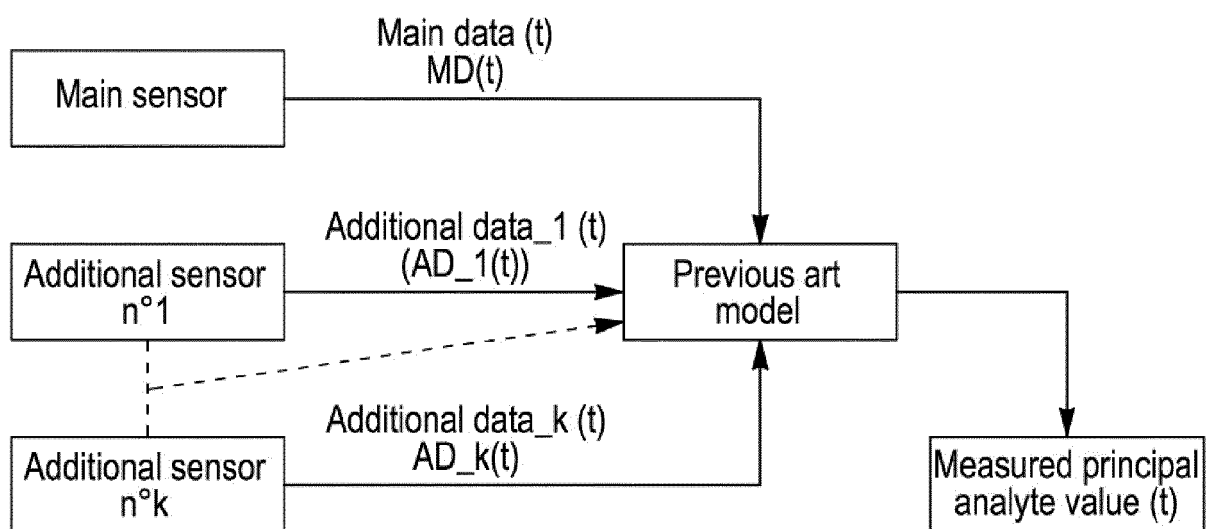 Main data (t)
MD(t)
Main sensor
Additional data_1 (t)
(AD_1(t))
Additional sensor
n°1
Previous art
model
Additional data_k (t)
AD_k(t)
Additional sensor
n°k
Measured principal
analyte value (t)